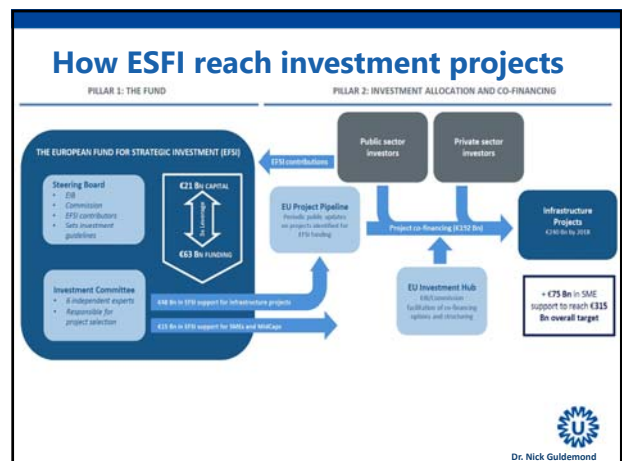 How ESFI reach investment projects
PILLAR 1: THE FUND
PILLAR 2: INVESTMENT ALLOCATION AND CO-FINANCING
THE EUROPEAN FUND FOR STRATEGIC INVESTMENT (EFSI)
Steering Board
• EIB
• Commission
• EFSI contributors
• Sets investment
guidelines
€21 BN CAPITAL
3x Leverage
€63 BN FUNDING
Investment Committee
• 6 independent experts
• Responsible for
project selection
€48 Bn in EFSI support for infrastructure projects
€15 Bn in EFSI support for SMEs and MidCaps
EFSI contributions
Public sector
investors
Private sector
investors
EU Project Pipeline
Periodic public updates
on projects identified for
EFSI funding
Project co-financing (€192 Bn)
Infrastructure
Projects
€240 Bn by 2018
EU Investment Hub
EIB/Commission
facilitation of co-financing
options and structuring
+ €75 Bn in SME
support to reach €315
Bn overall target
U
Dr. Nick Guldemond